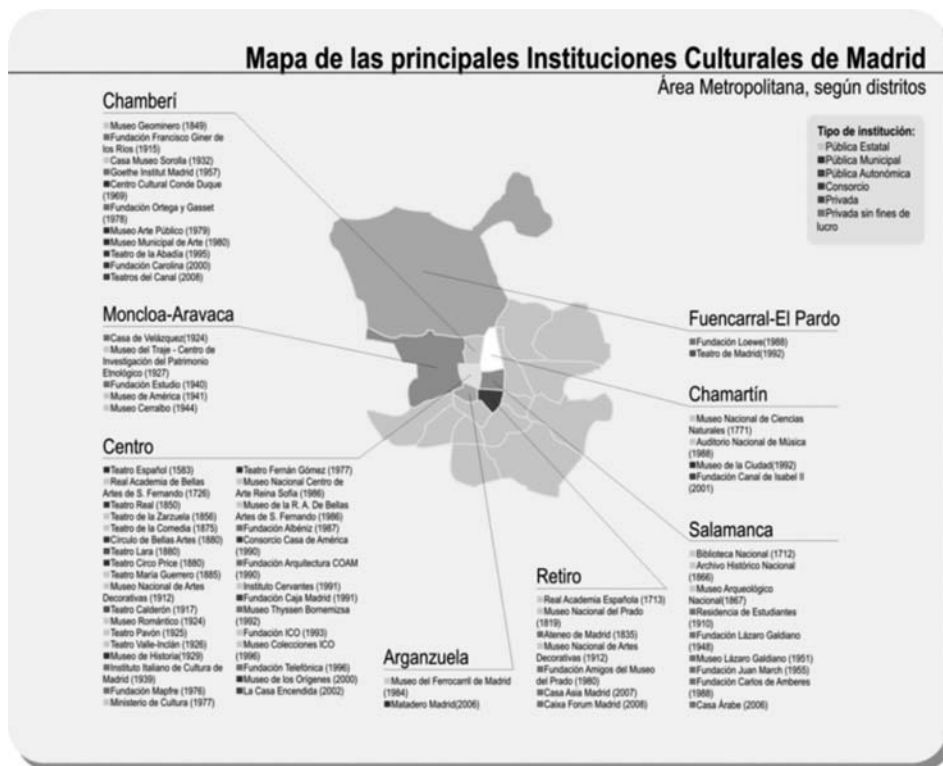 Mapa de las principales Instituciones Culturales de Madrid
Área Metropolitana, según distritos
Tipo de institución:
Pública Estatal
Pública Municipal
Pública Autonómica
Consorcio
Privada
Privada sin fines de
lucro
Chamberí
Museo Geominero (1849)
Fundación Francisco Giner de
los Ríos (1915)
Casa Museo Sorolla (1932)
Goethe Institut Madrid (1957)
Centro Cultural Conde Duque
(1969)
Fundación Ortega y Gasset
(1978)
Museo Arte Público (1979)
Museo Municipal de Arte (1980)
Teatro de la Abadía (1995)
Fundación Carolina (2000)
Teatros del Canal (2008)
Moncloa-Aravaca
Casa de Velázquez(1924)
Museo del Traje - Centro de
Investigación del Patrimonio
Etnológico (1927)
Fundación Estudio (1940)
Museo de América (1941)
Museo Cerralbo (1944)
Centro
Teatro Español (1583)
Real Academia de Bellas
Artes de S. Fernando (1726)
Teatro Real (1850)
Teatro de la Zarzuela (1856)
Teatro de la Comedia (1875)
Círculo de Bellas Artes (1880)
Teatro Lara (1880)
Teatro Circo Price (1880)
Teatro María Guerrero (1885)
Museo Nacional de Artes
Decorativas (1912)
Teatro Calderón (1917)
Museo Romántico (1924)
Teatro Pavón (1925)
Teatro Valle-Inclán (1926)
Museo de Historia(1929)
Instituto Italiano de Cultura de
Madrid (1939)
Fundación Mapfre (1976)
Ministerio de Cultura (1977)
Teatro Fernán Gómez (1977)
Museo Nacional Centro de
Arte Reina Sofía (1986)
Museo de la R. A. De Bellas
Artes de S. Fernando (1986)
Fundación Albéniz (1987)
Consorcio Casa de América
(1990)
Fundación Arquitectura COAM
(1990)
Instituto Cervantes (1991)
Fundación Caja Madrid (1991)
Museo Thyssen Bornemizsa
(1992)
Fundación ICO (1993)
Museo Colecciones ICO
(1996)
Fundación Telefónica (1996)
Museo de los Orígenes (2000)
La Casa Encendida (2002)
Arganzuela
Museo del Ferrocarril de Madrid
(1984)
Matadero Madrid(2006)
Retiro
Real Academia Española (1713)
Museo Nacional del Prado
(1819)
Ateneo de Madrid (1835)
Museo Nacional de Artes
Decorativas (1912)
Fundación Amigos del Museo
del Prado (1980)
Casa Asia Madrid (2007)
Caixa Forum Madrid (2008)
Fuencarral-El Pardo
Fundación Loewe(1988)
Teatro de Madrid(1992)
Chamartín
Museo Nacional de Ciencias
Naturales (1771)
Auditorio Nacional de Música
(1988)
Museo de la Ciudad(1992)
Fundación Canal de Isabel II
(2001)
Salamanca
Biblioteca Nacional (1712)
Archivo Histórico Nacional
(1866)
Museo Arqueológico
Nacional(1867)
Residencia de Estudiantes
(1910)
Fundación Lázaro Galdiano
(1948)
Museo Lázaro Galdiano (1951)
Fundación Juan March (1955)
Fundación Carlos de Amberes
(1988)
Casa Árabe (2006)